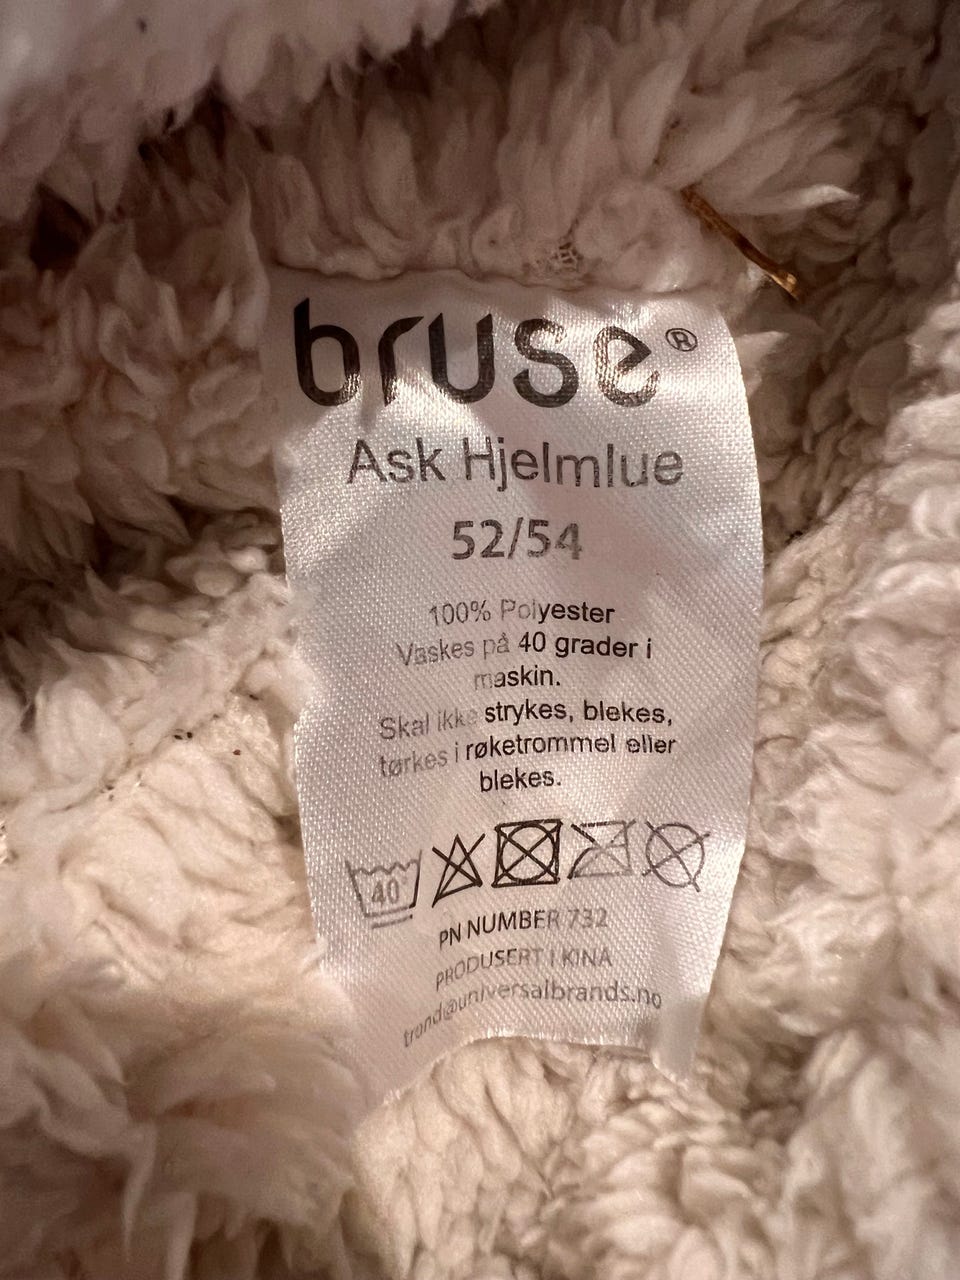 bruse®
Ask Hjelmlue
52/54
100% Polyester
Vaskes på 40 grader i
maskin.
Skal ikke strykes, blekes,
tørkes i røketrommel eller
blekes.
40
PN NUMBER 732
PRODUSERT I KINA
trond@universalbrands.no